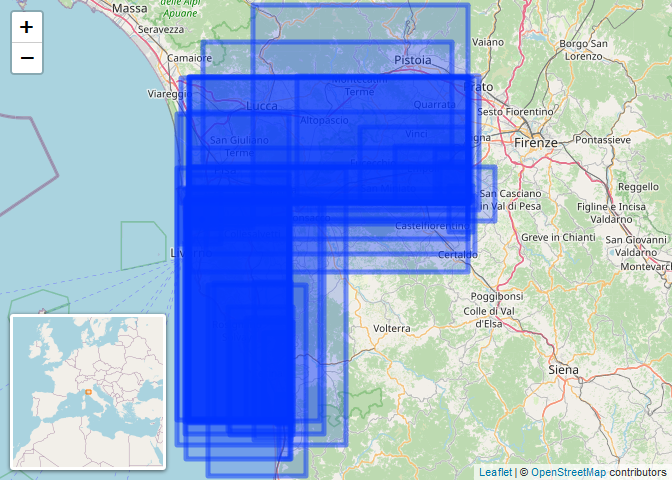 +
−
Massa
delle Alpi
Apuane
Seravezza
Camaiore
Viareggio
Vaiano
Borgo San
Lorenzo
Pistoia
Montecatini
Terme
Prato
Lucca
Quarrata
Sesto Fiorentino
Altopascio
Vinci
Firenze
Pontassieve
San Giuliano
Terme
Reggello
San Casciano
in Val di Pesa
Figline e Incisa
Valdarno
Castelfiorentino
Greve in Chianti
San Giovanni
Valdarno
Certaldo
Montevarch
Poggibonsi
Colle di Val
d'Elsa
Volterra
Siena
Leaflet | © OpenStreetMap contributors